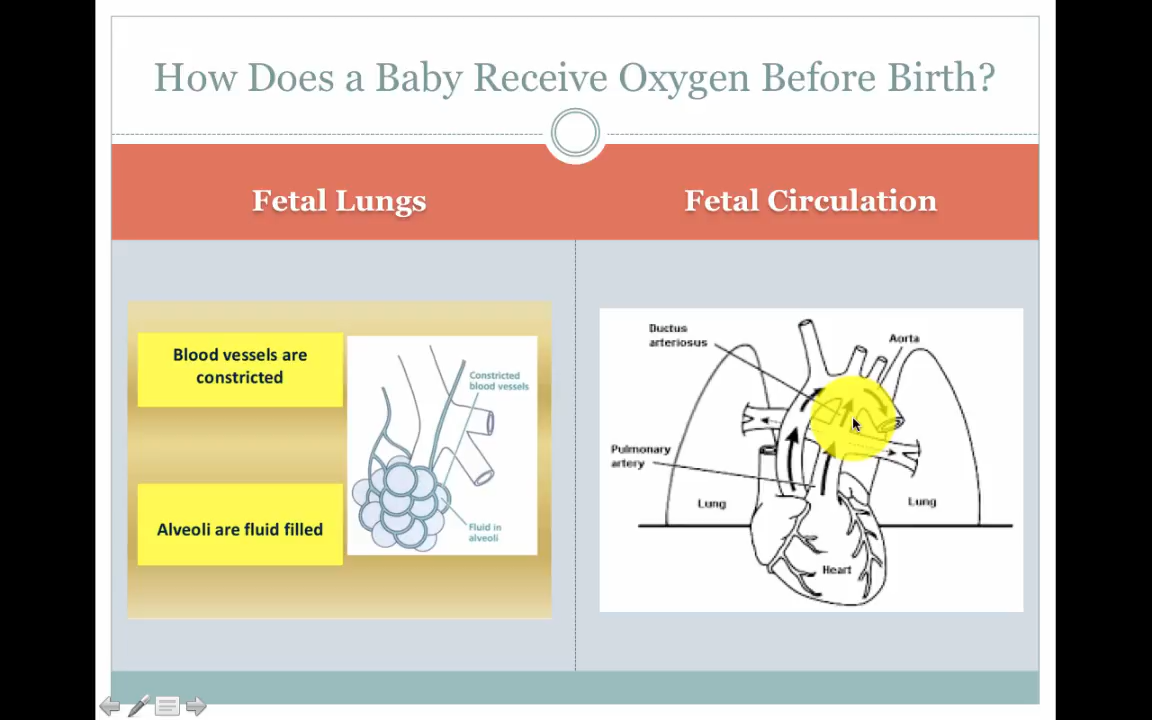 How Does a Baby Receive Oxygen Before Birth?
Fetal Lungs
Fetal Circulation
Blood vessels are
constricted
Alveoli are fluid filled
Constricted
blood vessels
Fluid in
alveoli
Ductus
arteriosus
Aorta
Pulmonary
artery
Lung
Lung
Heart